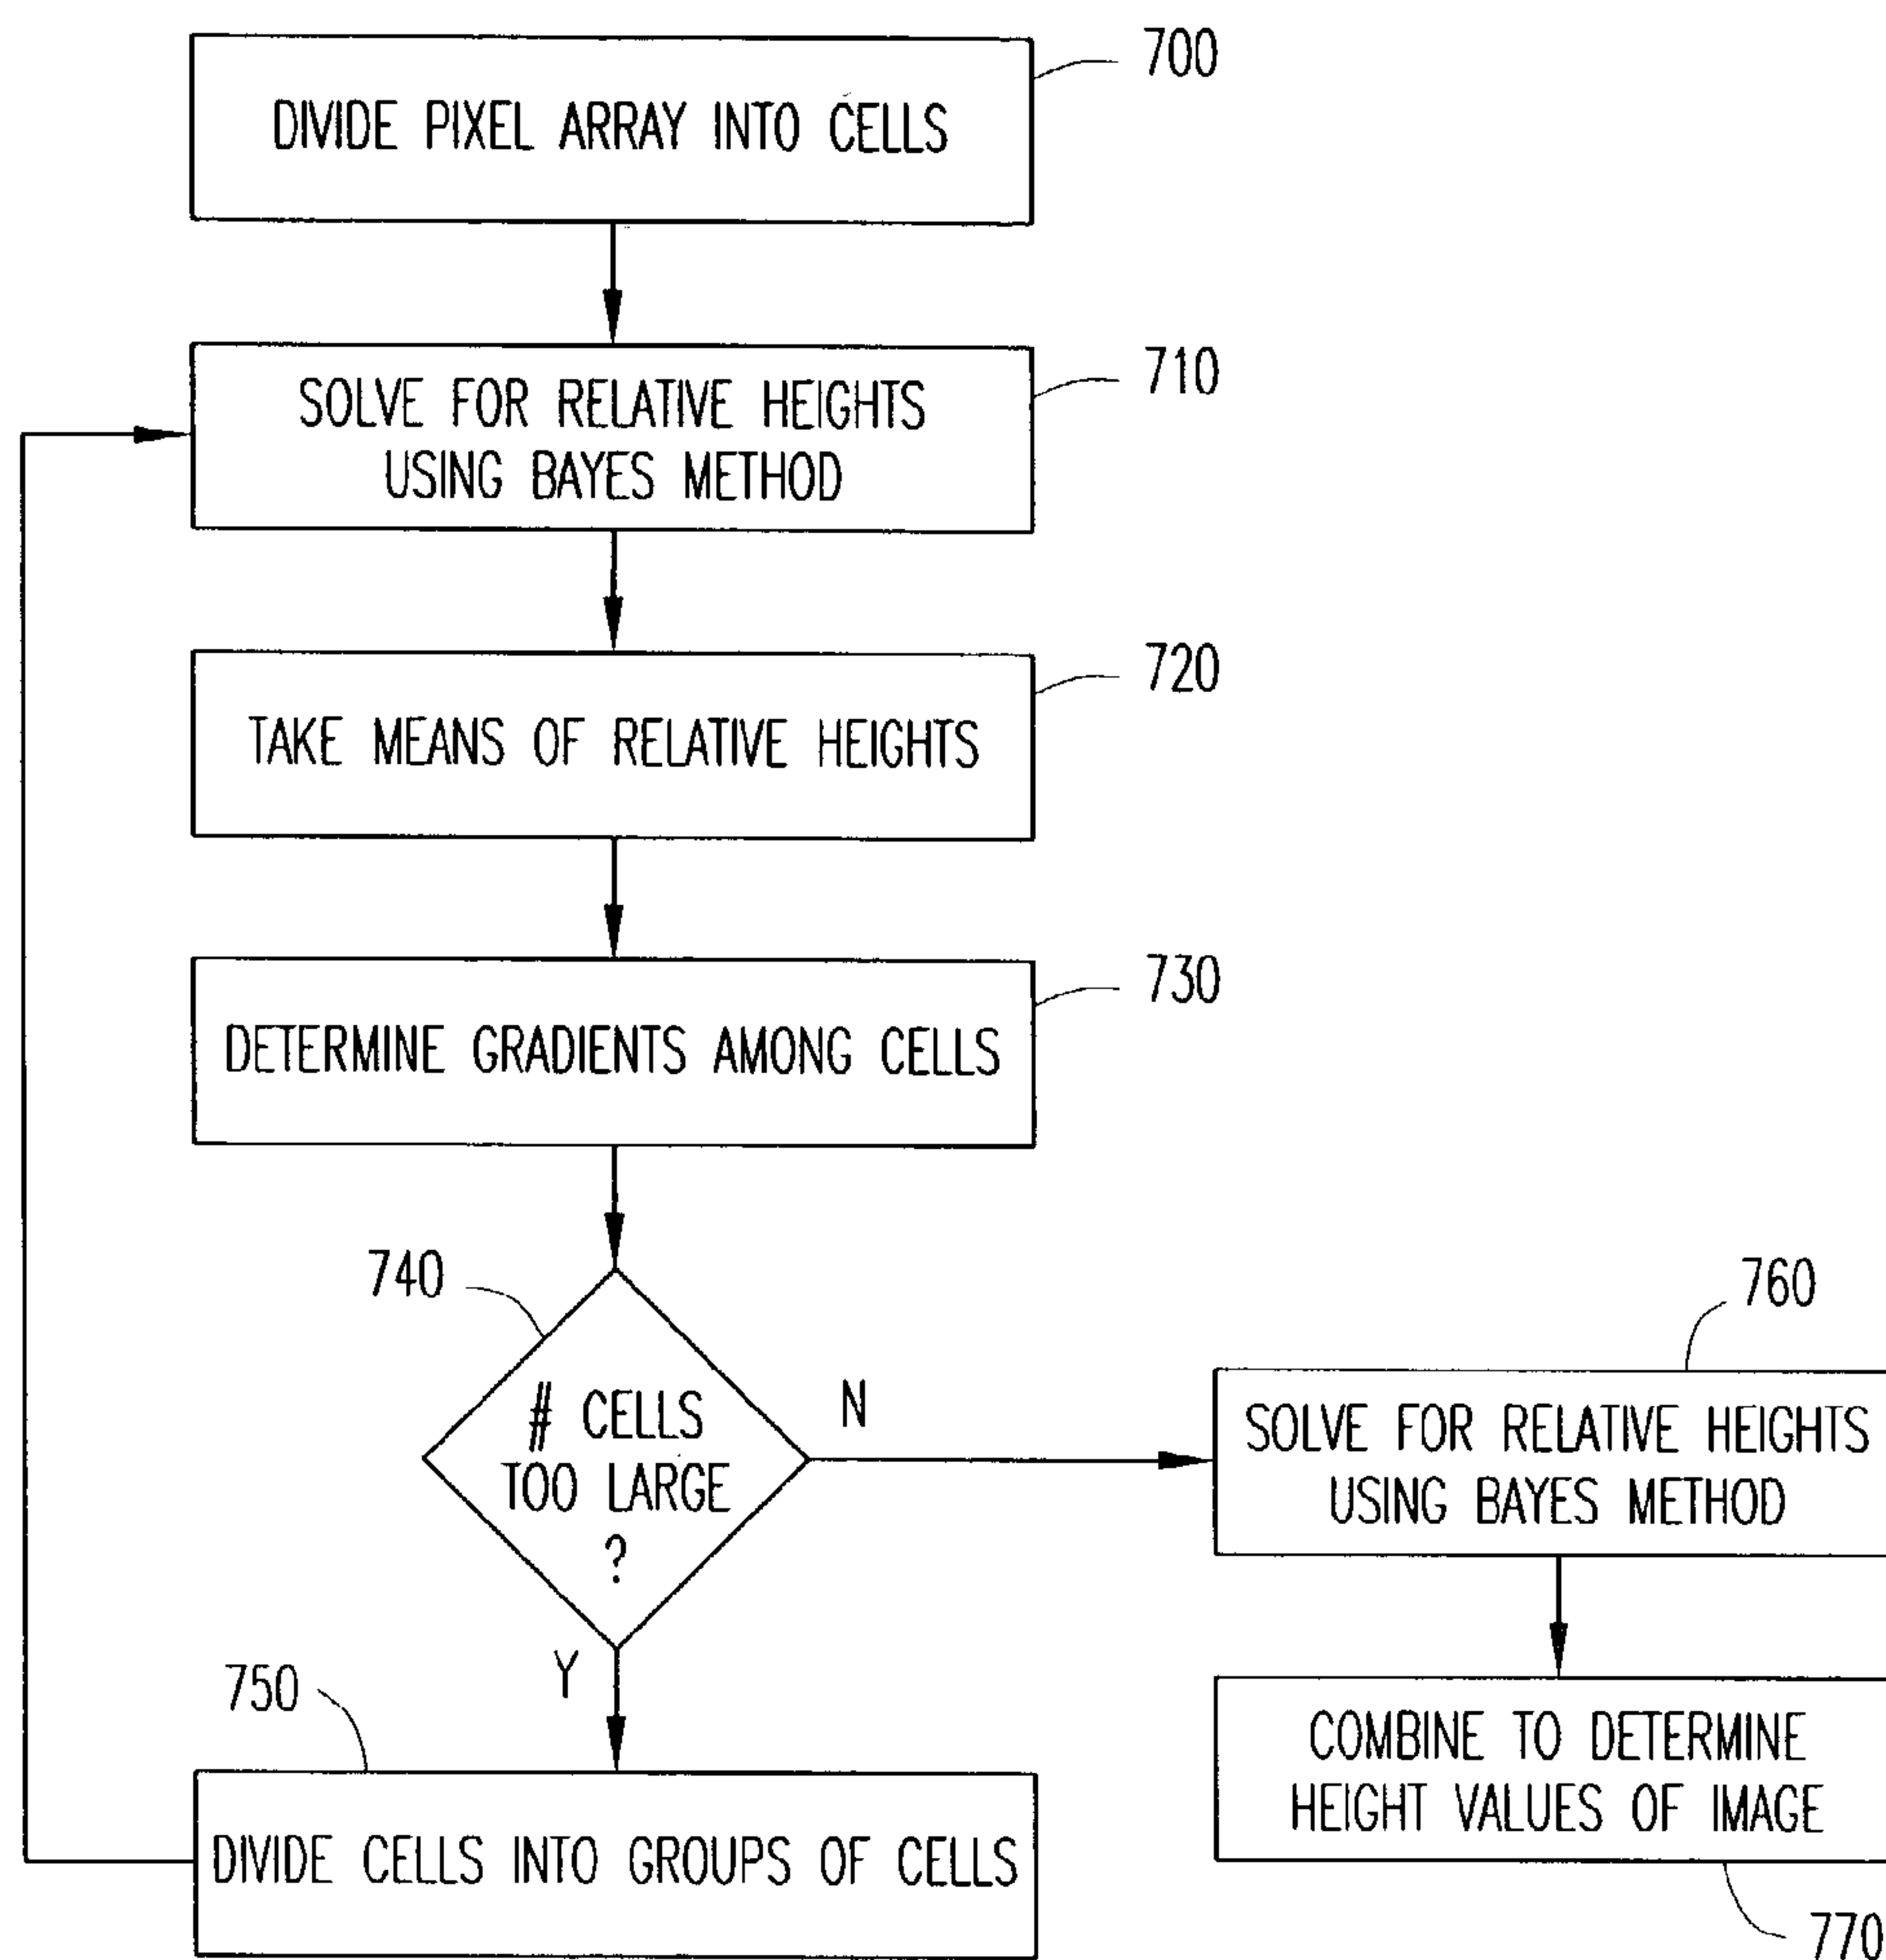 700
DIVIDE PIXEL ARRAY INTO CELLS
710
SOLVE FOR RELATIVE HEIGHTS
USING BAYES METHOD
720
TAKE MEANS OF RELATIVE HEIGHTS
730
DETERMINE GRADIENTS AMONG CELLS
740
# CELLS
TOO LARGE
?
N
Y
760
SOLVE FOR RELATIVE HEIGHTS
USING BAYES METHOD
750
DIVIDE CELLS INTO GROUPS OF CELLS
COMBINE TO DETERMINE
HEIGHT VALUES OF IMAGE
770